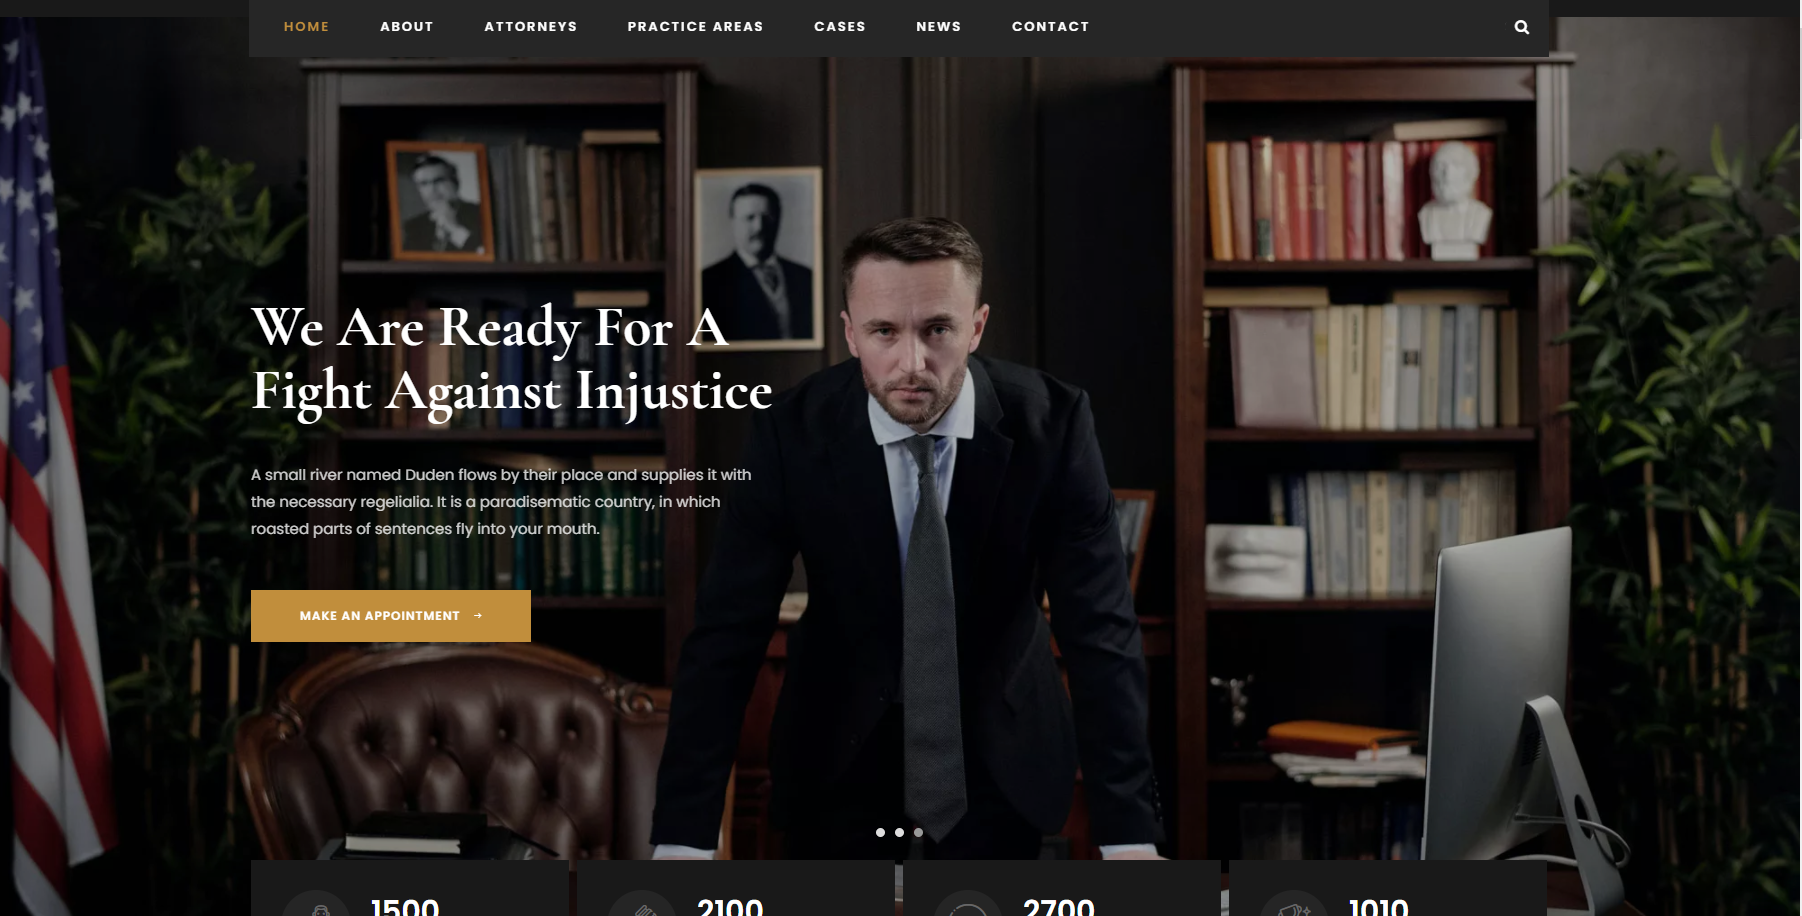 HOME ABOUT ATTORNEYS PRACTICE AREAS CASES NEWS CONTACT
We Are Ready For A
Fight Against Injustice
A small river named Duden flows by their place and supplies it with
the necessary regelialia. It is a paradisematic country, in which
roasted parts of sentences fly into your mouth.
MAKE AN APPOINTMENT →
1500 2100 2700 1010